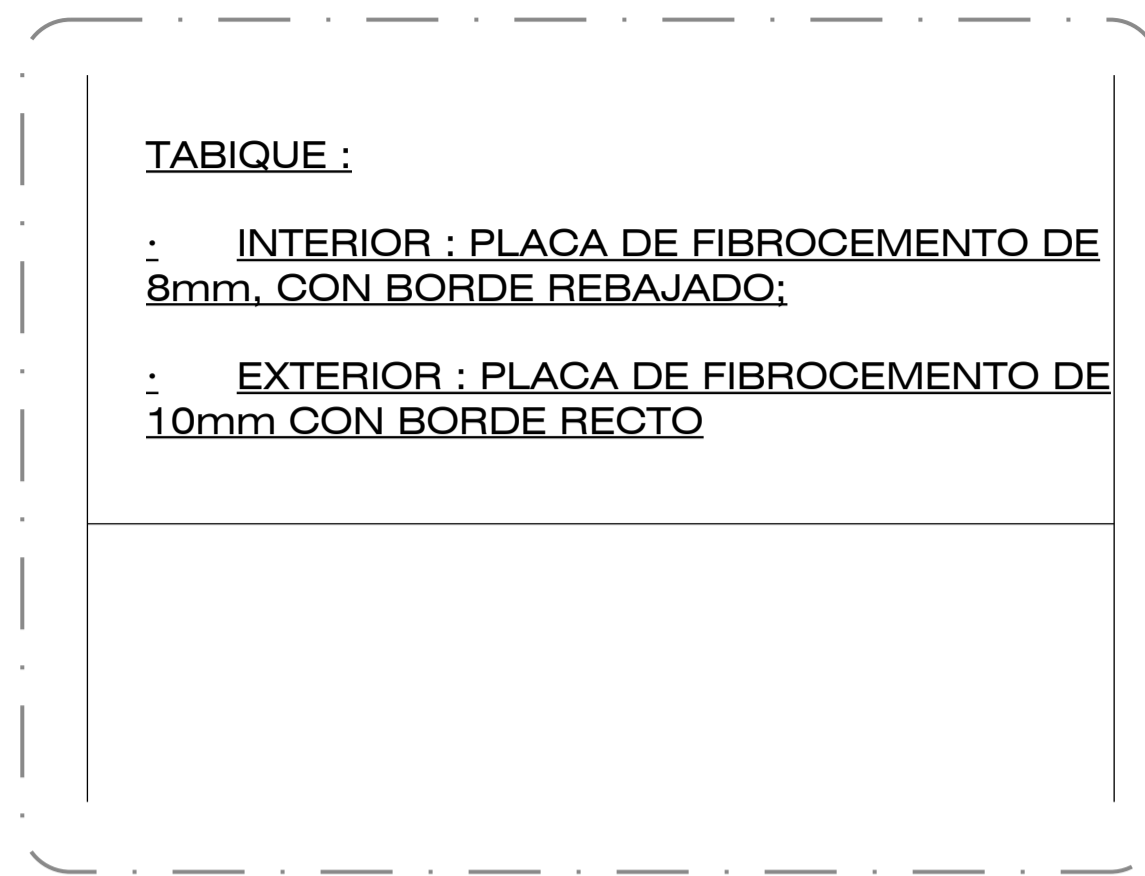 TABIQUE :
· INTERIOR : PLACA DE FIBROCEMENTO DE
8mm, CON BORDE REBAJADO;
· EXTERIOR : PLACA DE FIBROCEMENTO DE
10mm CON BORDE RECTO